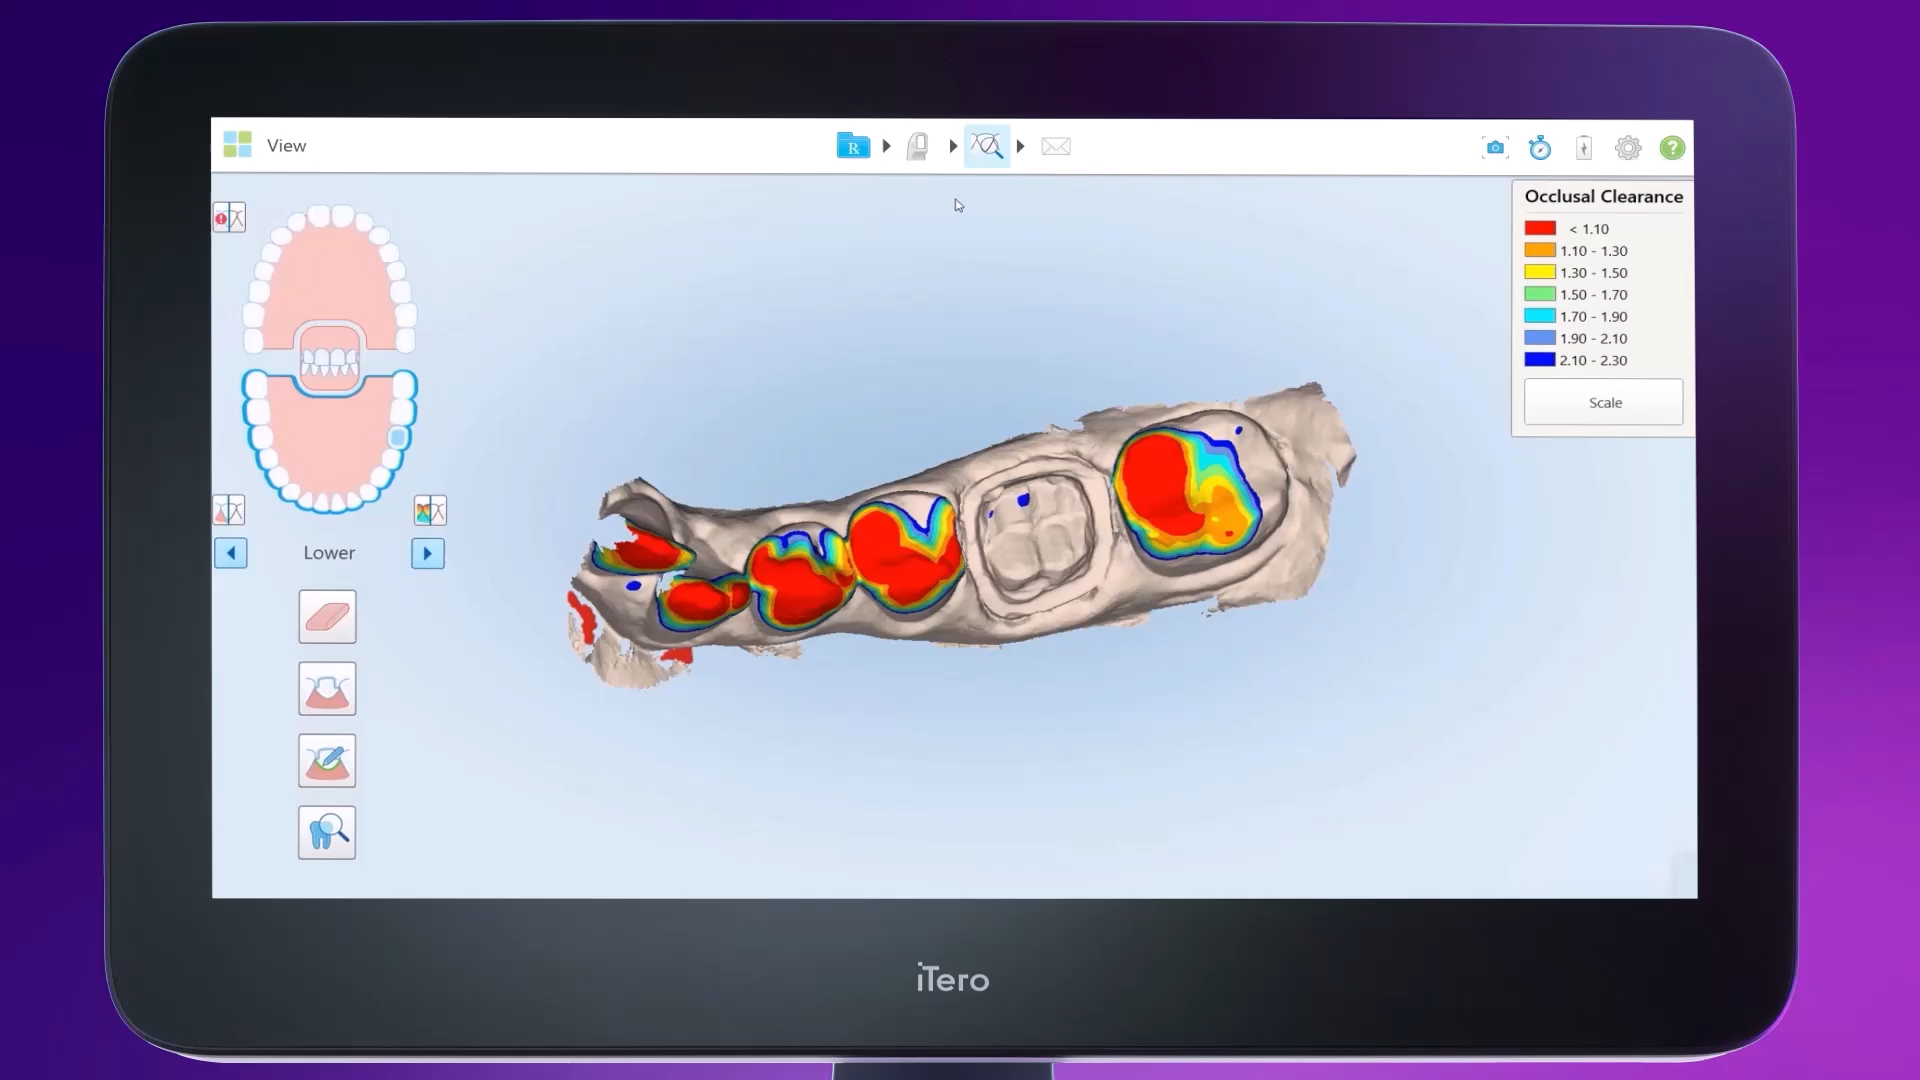 View
R
?
Occlusal Clearance
< 1.10
1.10 - 1.30
1.30 - 1.50
1.50 - 1.70
1.70 - 1.90
1.90 - 2.10
2.10 - 2.30
Scale
!
Lower
iTero